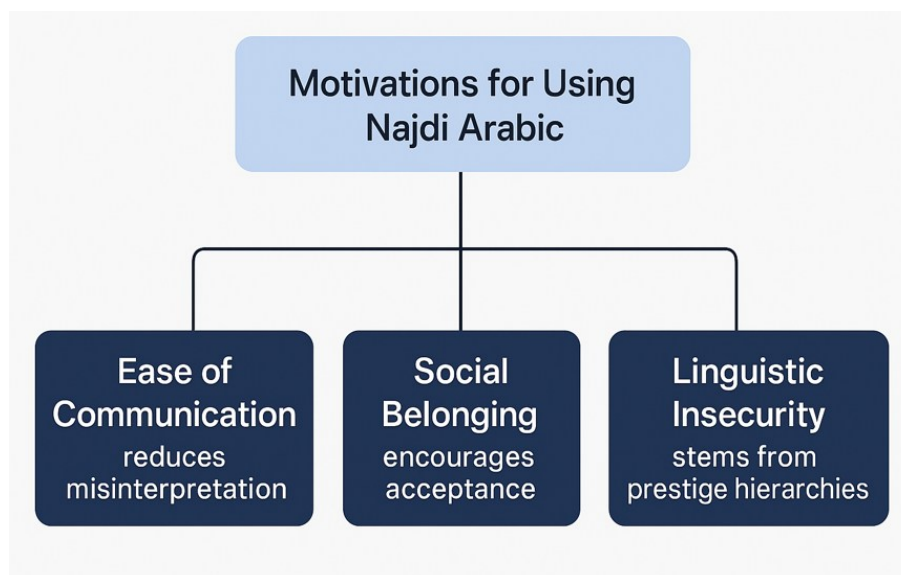 Motivations for Using
Najdi Arabic
Ease of
Communication
reduces
misinterpretation
Social
Belonging
encourages
acceptance
Linguistic
Insecurity
stems from
prestige hierarchies